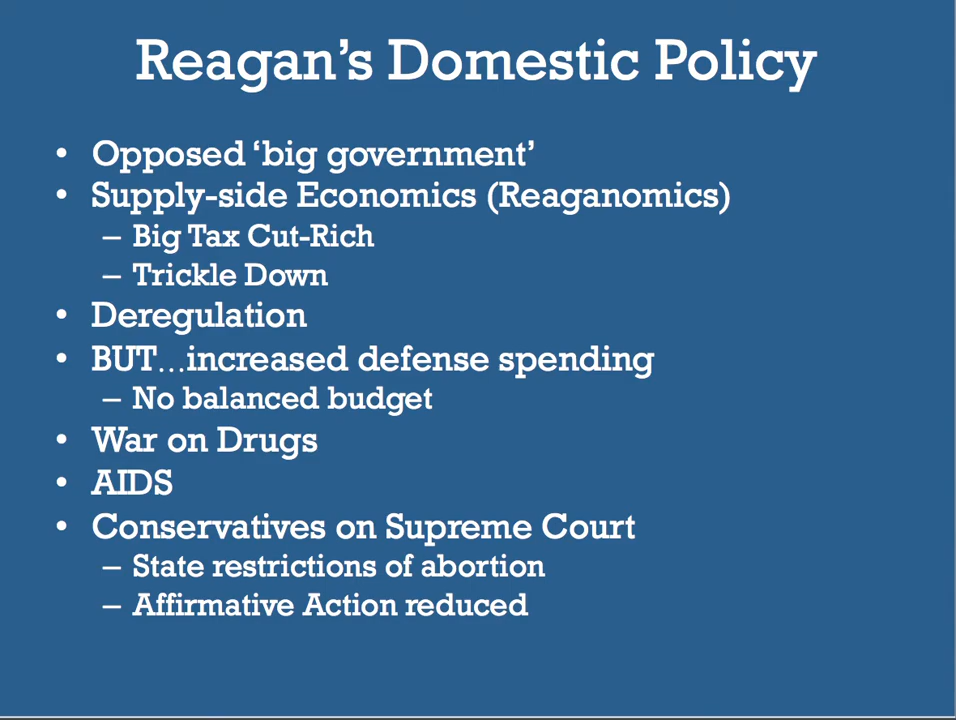 Reagan’s Domestic Policy
• Opposed ‘big government’
• Supply-side Economics (Reaganomics)
– Big Tax Cut-Rich
– Trickle Down
• Deregulation
• BUT…increased defense spending
– No balanced budget
• War on Drugs
• AIDS
• Conservatives on Supreme Court
– State restrictions of abortion
– Affirmative Action reduced